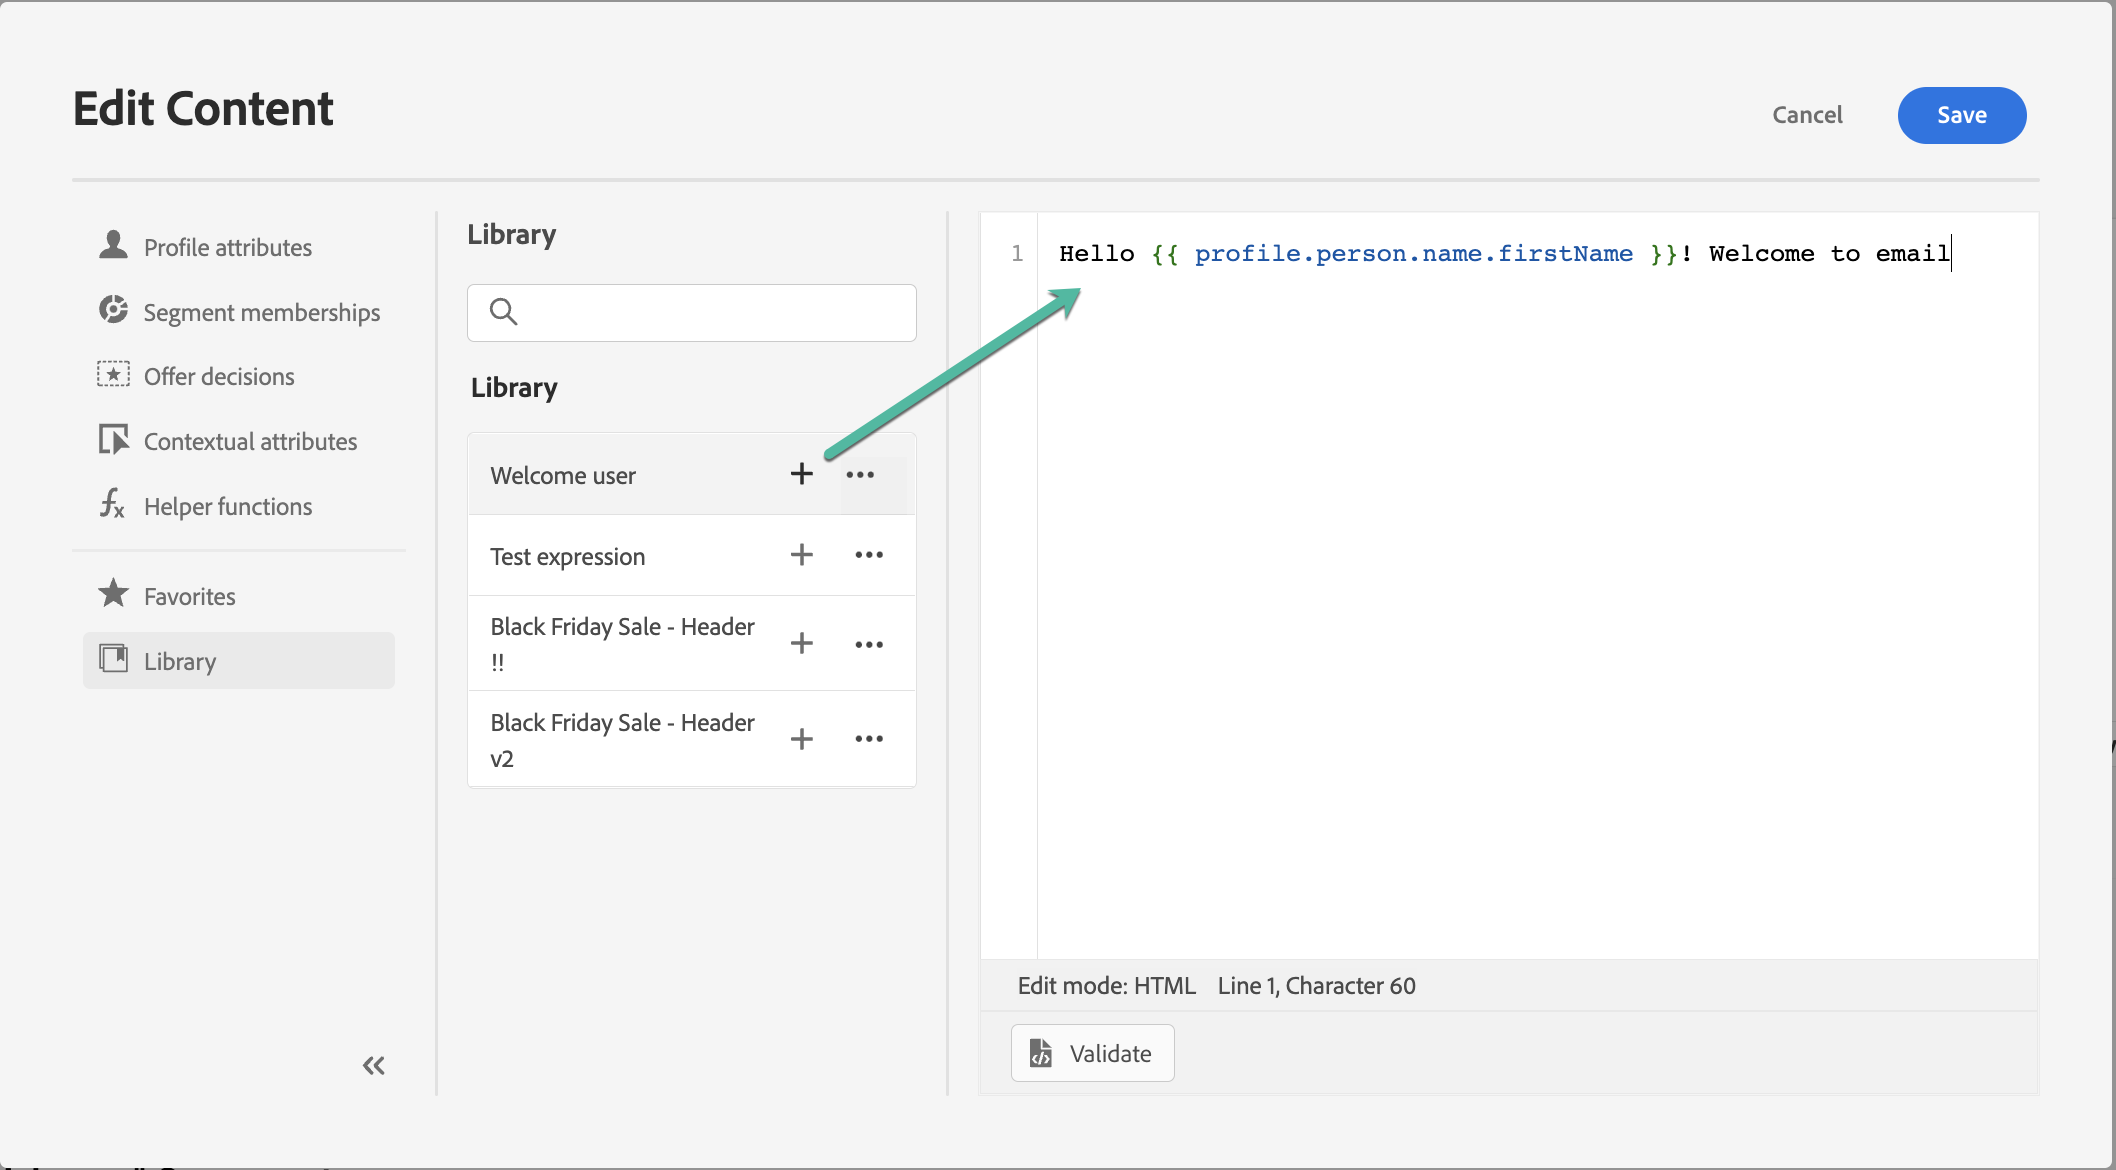 Edit Content
Cancel
Save
Profile attributes
Segment memberships
Offer decisions
Contextual attributes
Helper functions
Favorites
Library
Library
Library
Welcome user
Test expression
Black Friday Sale - Header
!!
Black Friday Sale - Header
v2
1 Hello {{ profile.person.name.firstName }}! Welcome to email
Edit mode: HTML Line 1, Character 60
Validate